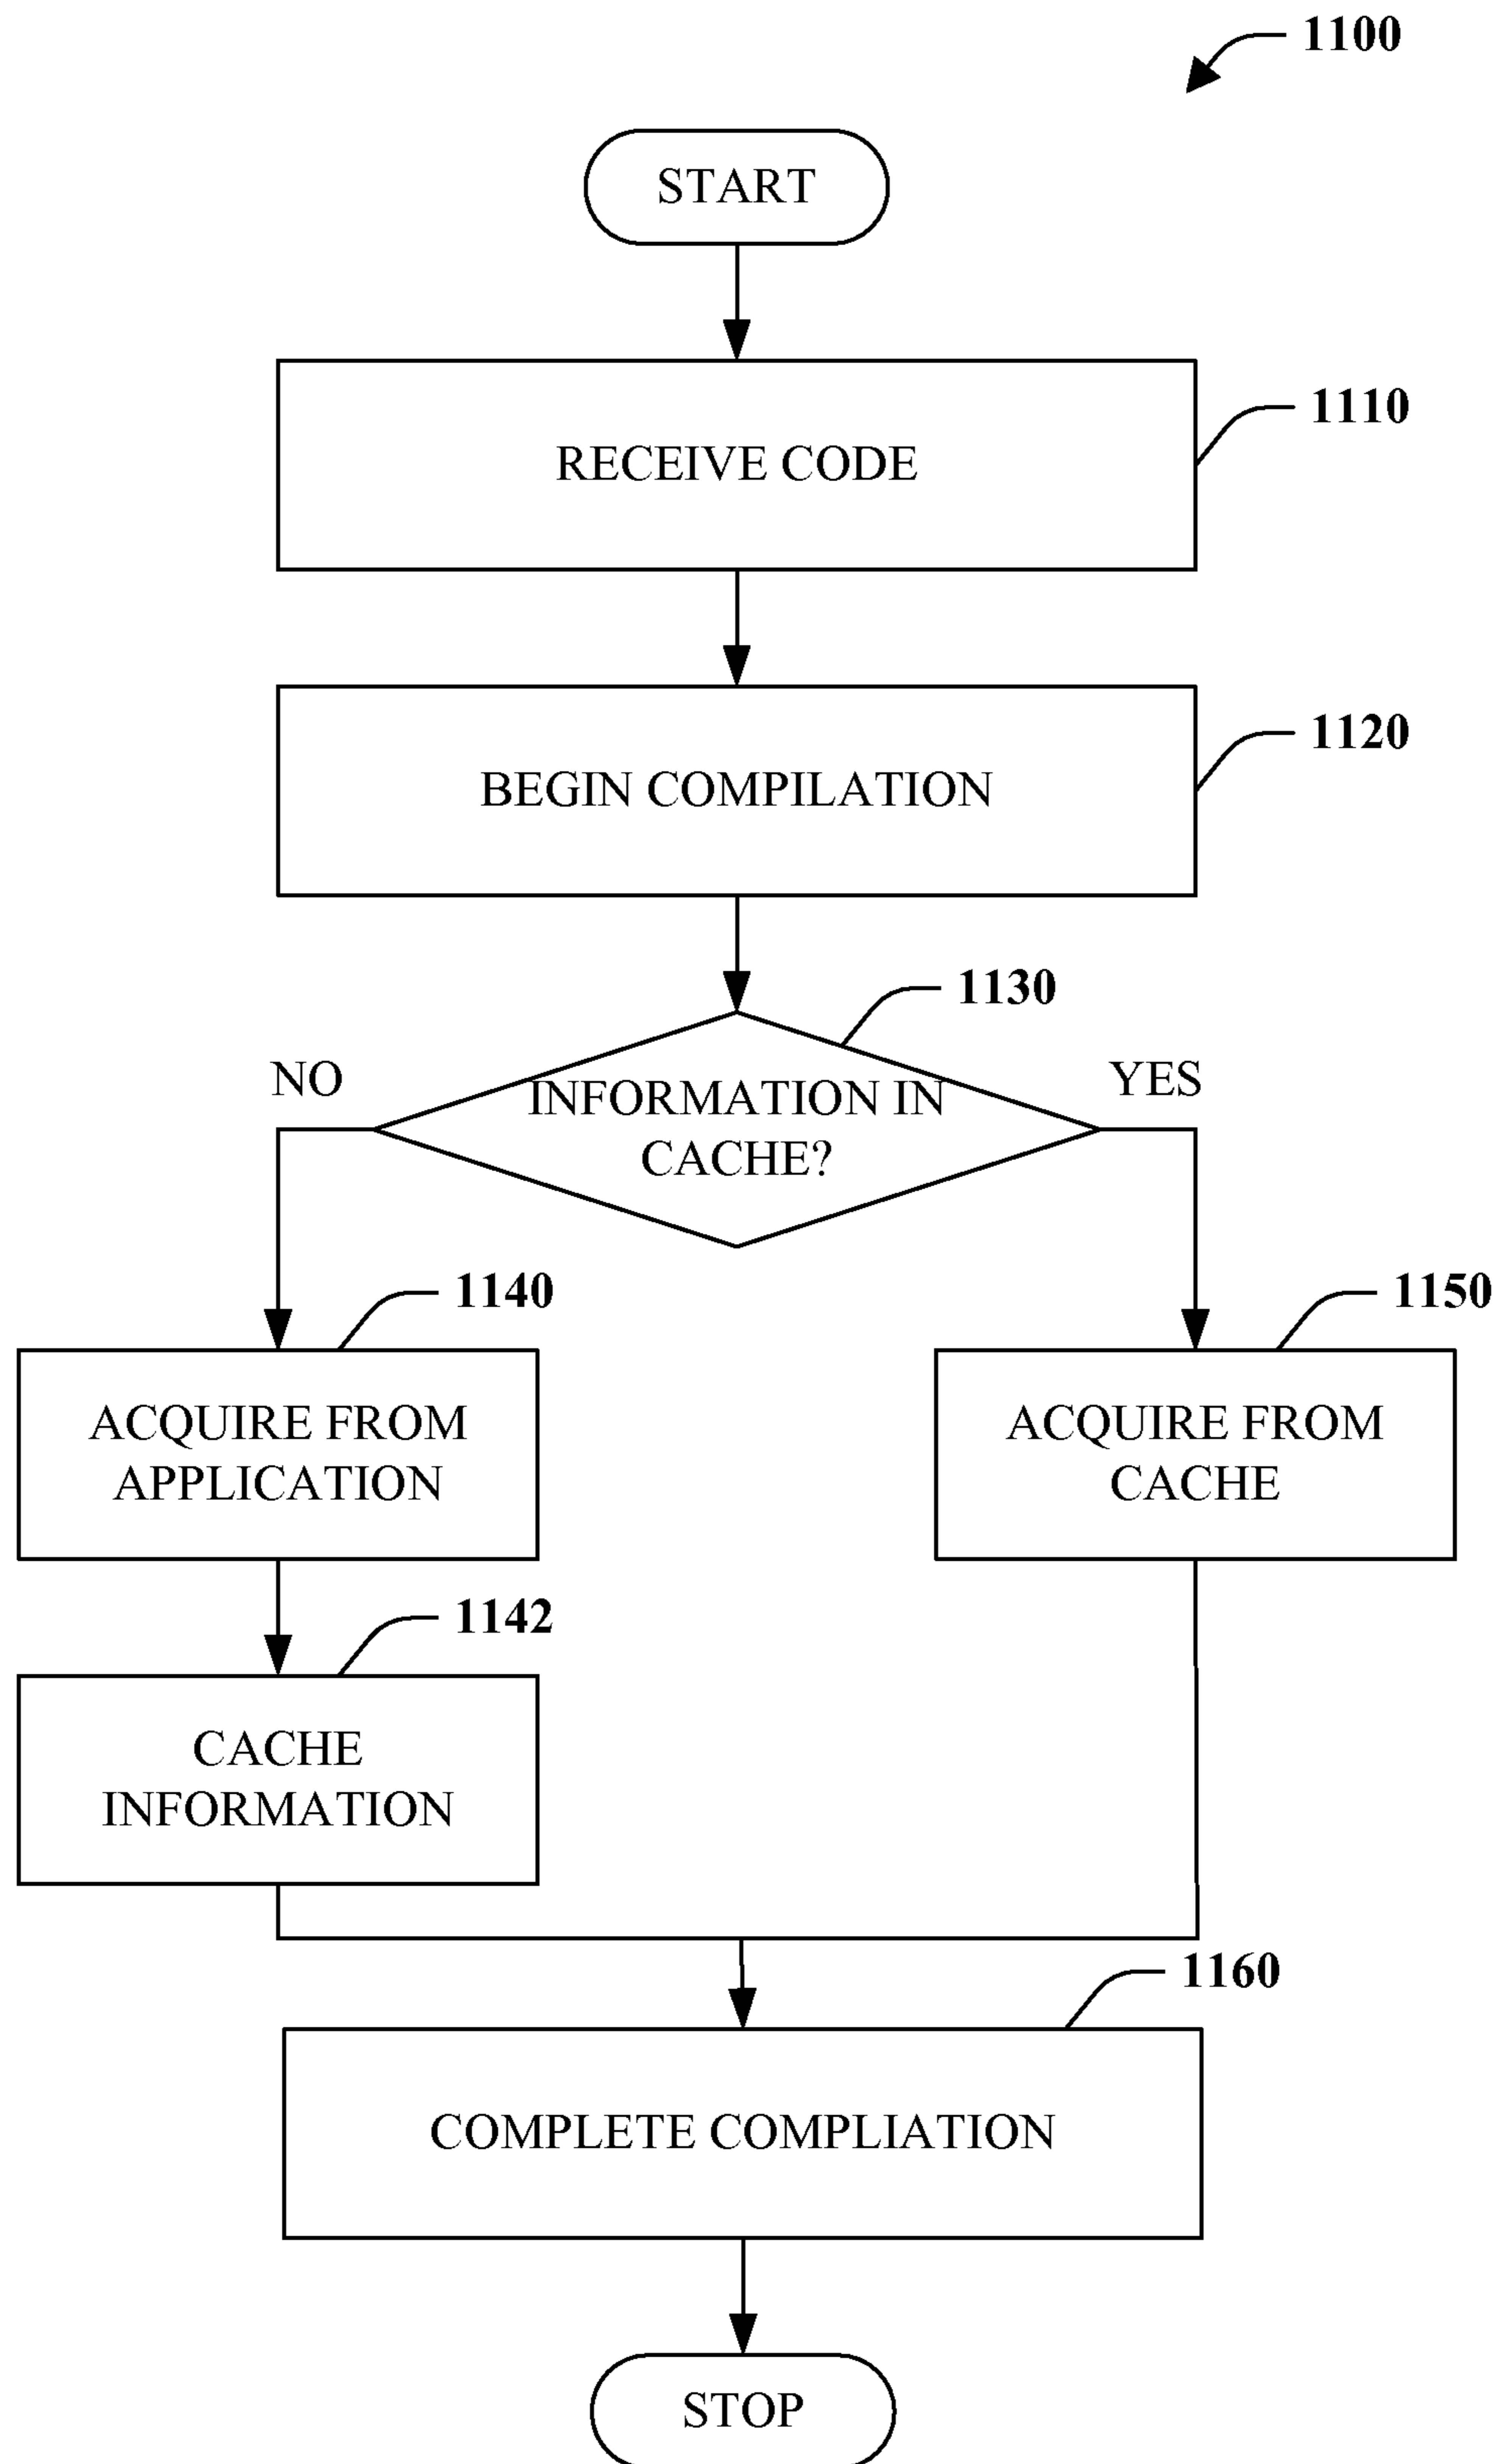 1100
START
RECEIVE CODE
1110
BEGIN COMPILATION
1120
1130
NO
YES
INFORMATION IN
CACHE?
1140
1150
ACQUIRE FROM
APPLICATION
ACQUIRE FROM
CACHE
1142
CACHE
INFORMATION
1160
COMPLETE COMPLIATION
STOP